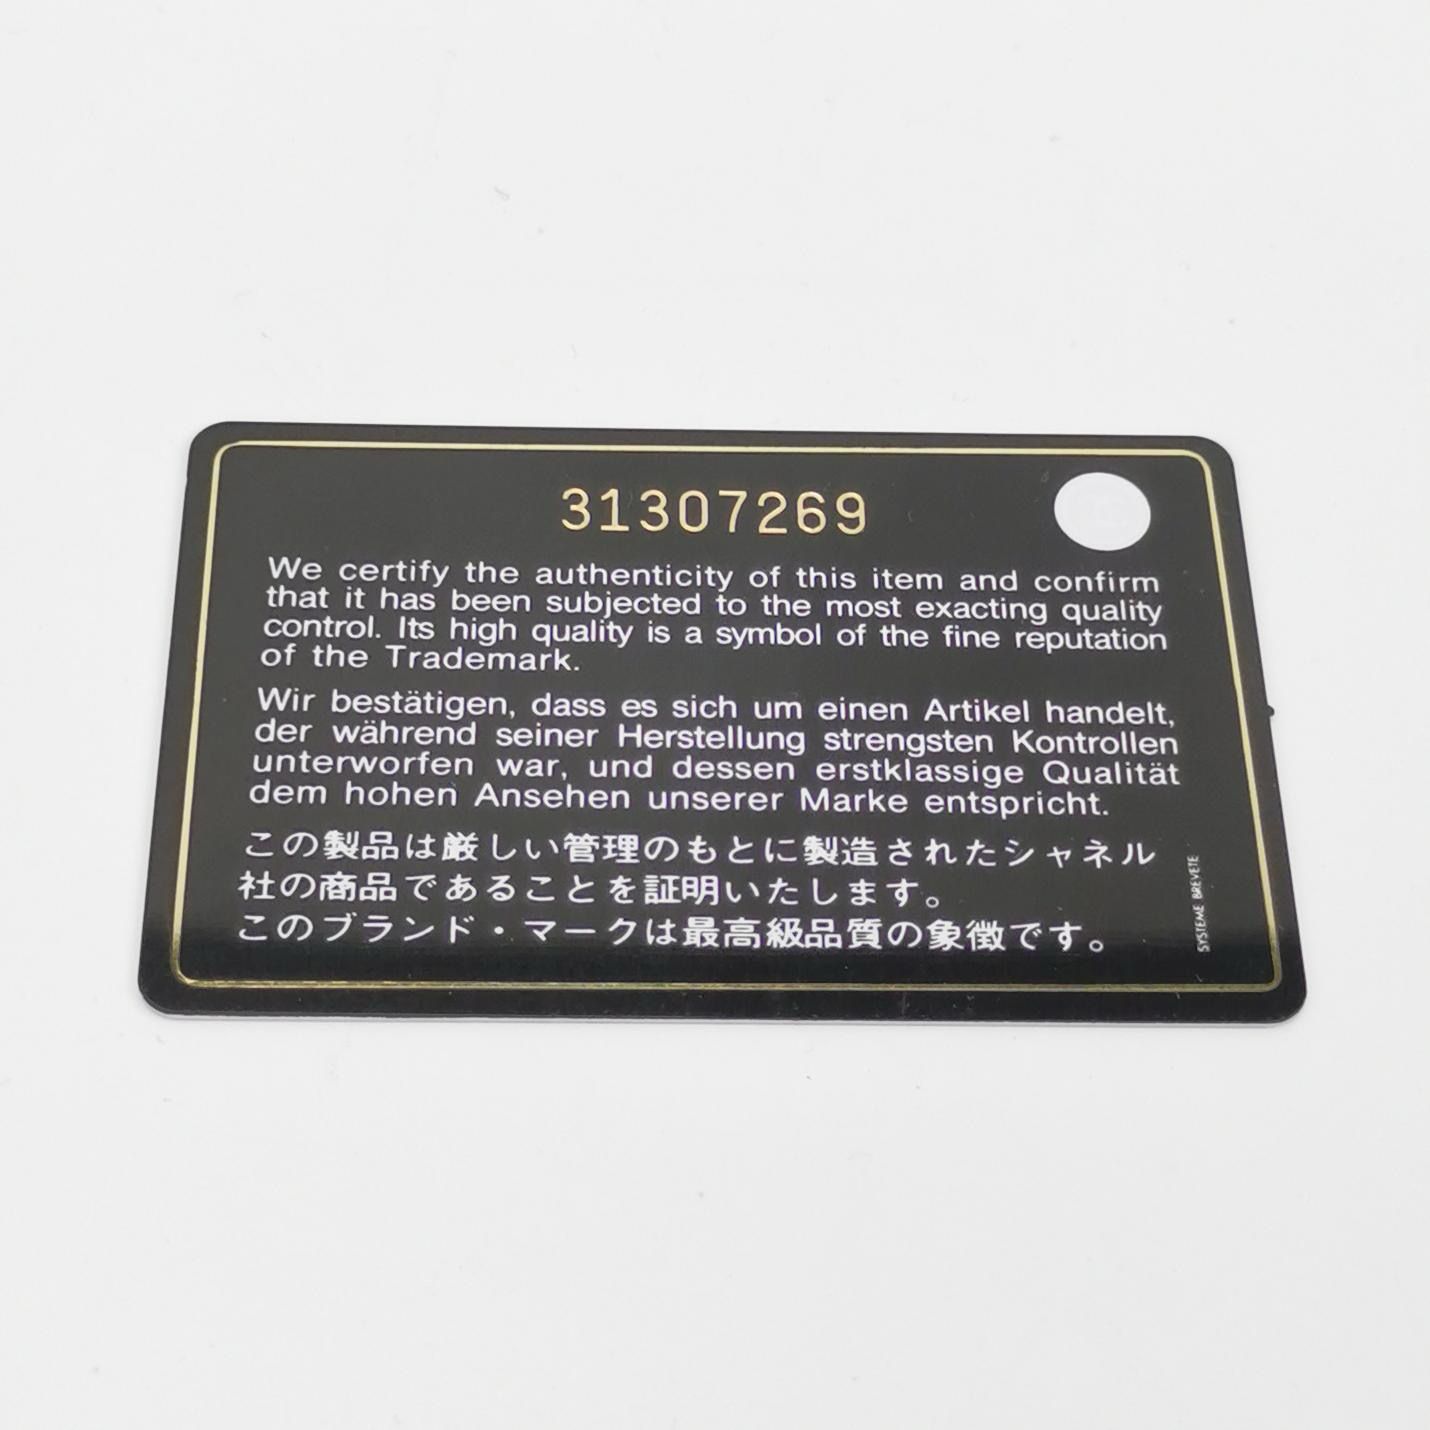 31307269
We certify the authenticity of this item and confirm
that it has been subjected to the most exacting quality
control. Its high quality is a symbol of the fine reputation
of the Trademark.
Wir bestätigen, dass es sich um einen Artikel handelt,
der während seiner Herstellung strengsten Kontrollen
unterworfen war, und dessen erstklassige Qualität
dem hohen Ansehen unserer Marke entspricht.
この製品は厳しい管理のもとに製造されたシャネル
社の商品であることを証明いたします。
このブランド・マークは最高級品質の象徴です。
SYSTEME BREVETE